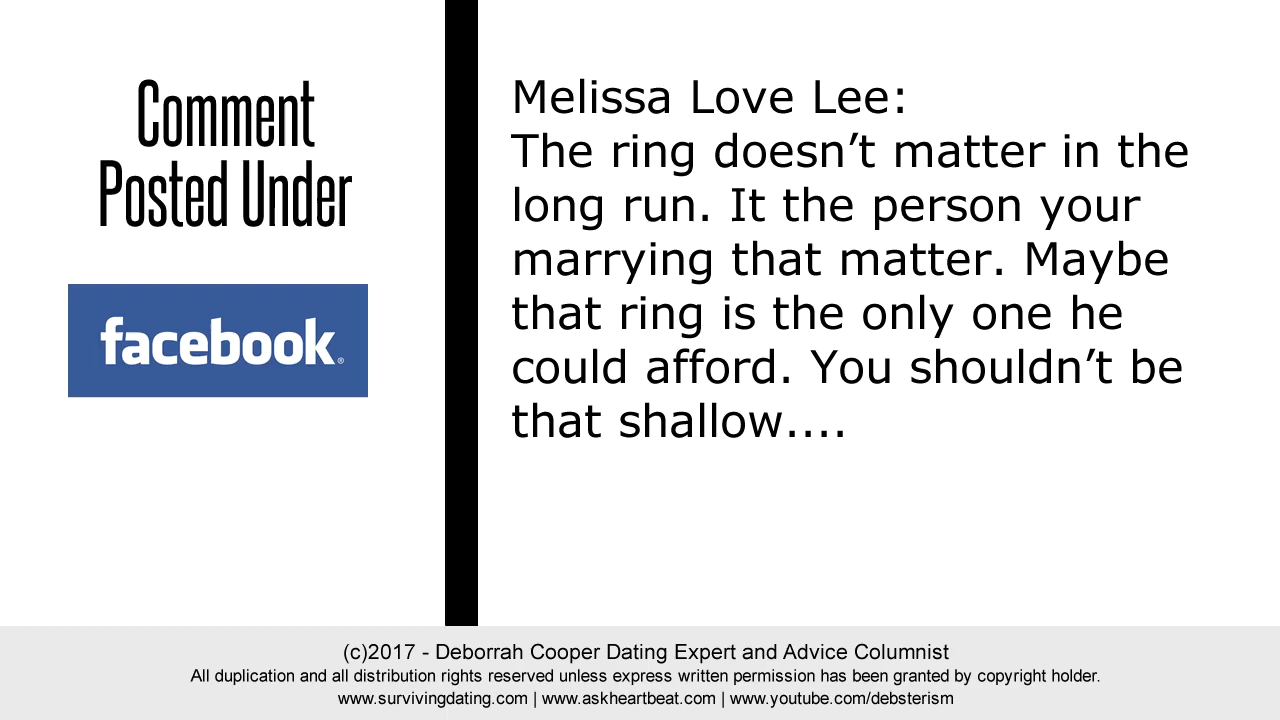 Comment
Posted Under
facebook®
Melissa Love Lee:
The ring doesn’t matter in the
long run. It the person your
marrying that matter. Maybe
that ring is the only one he
could afford. You shouldn’t be
that shallow....
(c)2017 - Deborrah Cooper Dating Expert and Advice Columnist
All duplication and all distribution rights reserved unless express written permission has been granted by copyright holder.
www.survivingdating.com | www.askheartbeat.com | www.youtube.com/debsterism